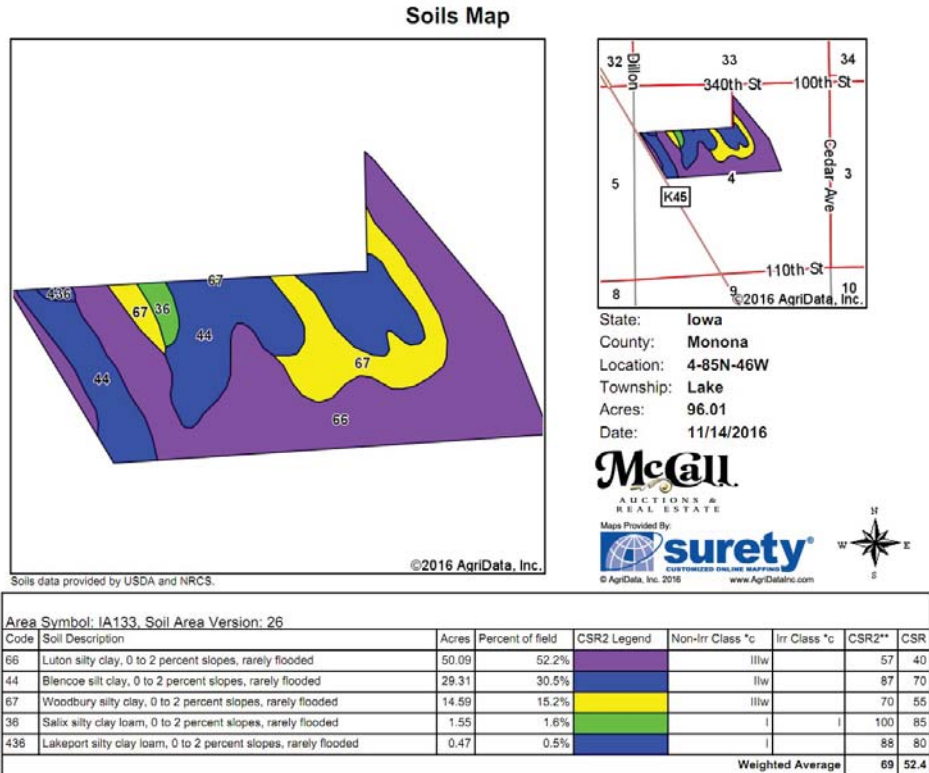 Soils Map
436
67
67
36
44
44
67
66
©2016 AgriData, Inc.
Soils data provided by USDA and NRCS.
32
Dillon
33
34
340th St
100th St
5
4
3
Cedar Ave
K45
110th St
8
9
10
©2016 AgriData, Inc.
State: Iowa
County: Monona
Location: 4-85N-46W
Township: Lake
Acres: 96.01
Date: 11/14/2016
McCall
AUCTIONS &
REAL ESTATE
Maps Provided By:
surety®
CUSTOMIZED ONLINE MAPPING
© AgriData, Inc. 2016 www.AgriDataInc.com
N
W E
S
Area Symbol: IA133, Soil Area Version: 26
Code Soil Description Acres Percent of field CSR2 Legend Non-Irr Class *c Irr Class *c CSR2** CSR
66 Luton silty clay, 0 to 2 percent slopes, rarely flooded 50.09 52.2% IIIw 57 40
44 Blencoe silt clay, 0 to 2 percent slopes, rarely flooded 29.31 30.5% IIw 87 70
67 Woodbury silty clay, 0 to 2 percent slopes, rarely flooded 14.59 15.2% IIIw 70 55
36 Salix silty clay loam, 0 to 2 percent slopes, rarely flooded 1.55 1.6% I I 100 85
436 Lakeport silty clay loam, 0 to 2 percent slopes, rarely flooded 0.47 0.5% I 88 80
Weighted Average 69 52.4